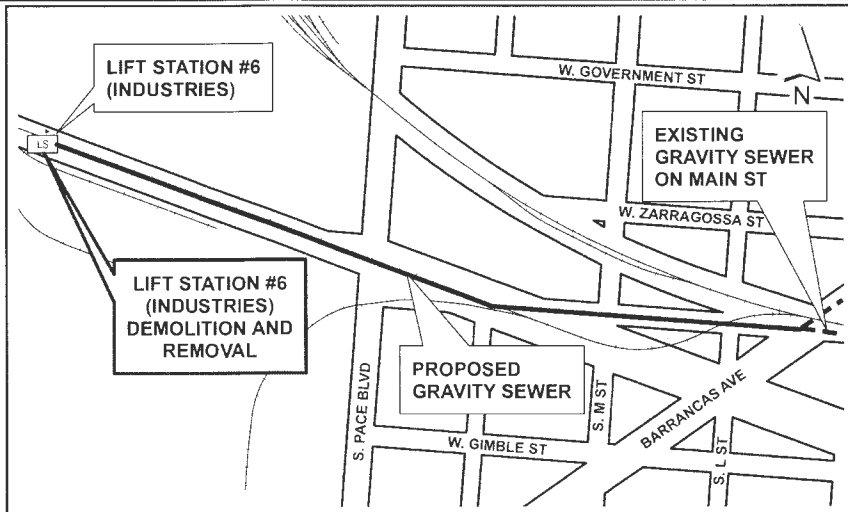 LIFT STATION #6
(INDUSTRIES)
W. GOVERNMENT ST
N
EXISTING
GRAVITY SEWER
ON MAIN ST
LS
W. ZARRAGOSSA ST
LIFT STATION #6
(INDUSTRIES)
DEMOLITION AND
REMOVAL
PROPOSED
GRAVITY SEWER
S. PACE BLVD
W. GIMBLE ST
S. M ST
BARRANCAS AVE
S. L ST